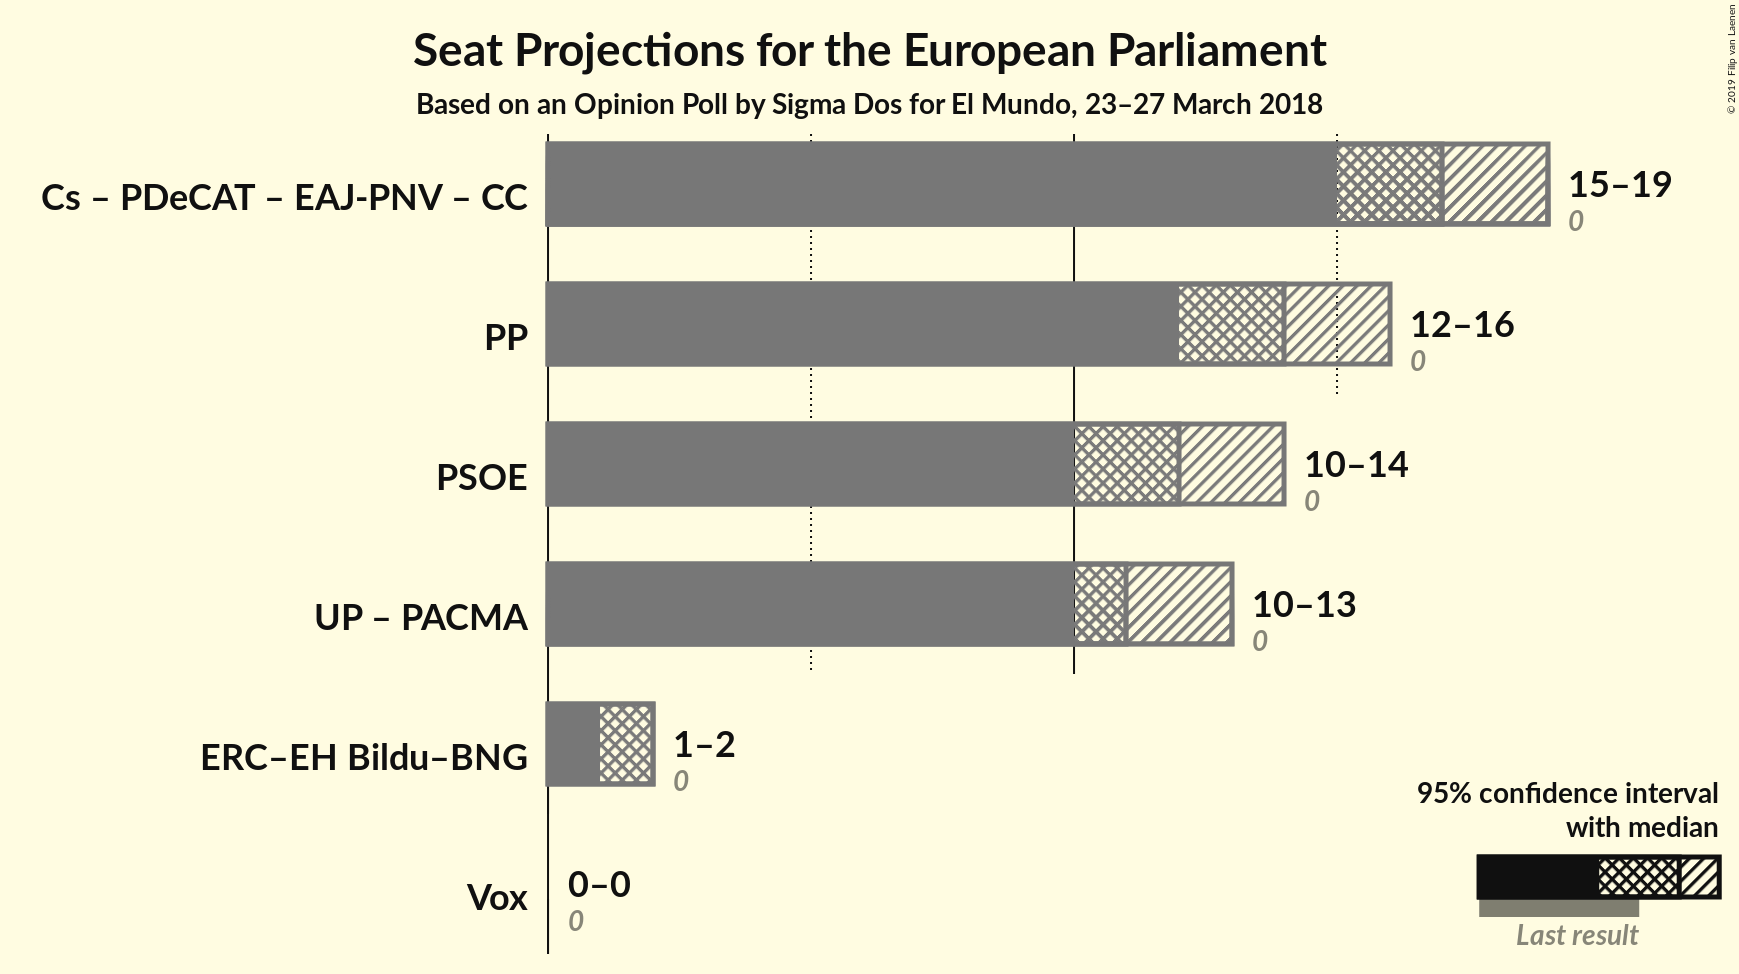 Seat Projections for the European Parliament
Based on an Opinion Poll by Sigma Dos for El Mundo, 23–27 March 2018
© 2019 Filip van Laenen
Cs – PDeCAT – EAJ-PNV – CC
15–19
0
PP
12–16
0
PSOE
10–14
0
UP – PACMA
10–13
0
ERC–EH Bildu–BNG
1–2
0
Vox
0–0
0
95% confidence interval
with median
Last result